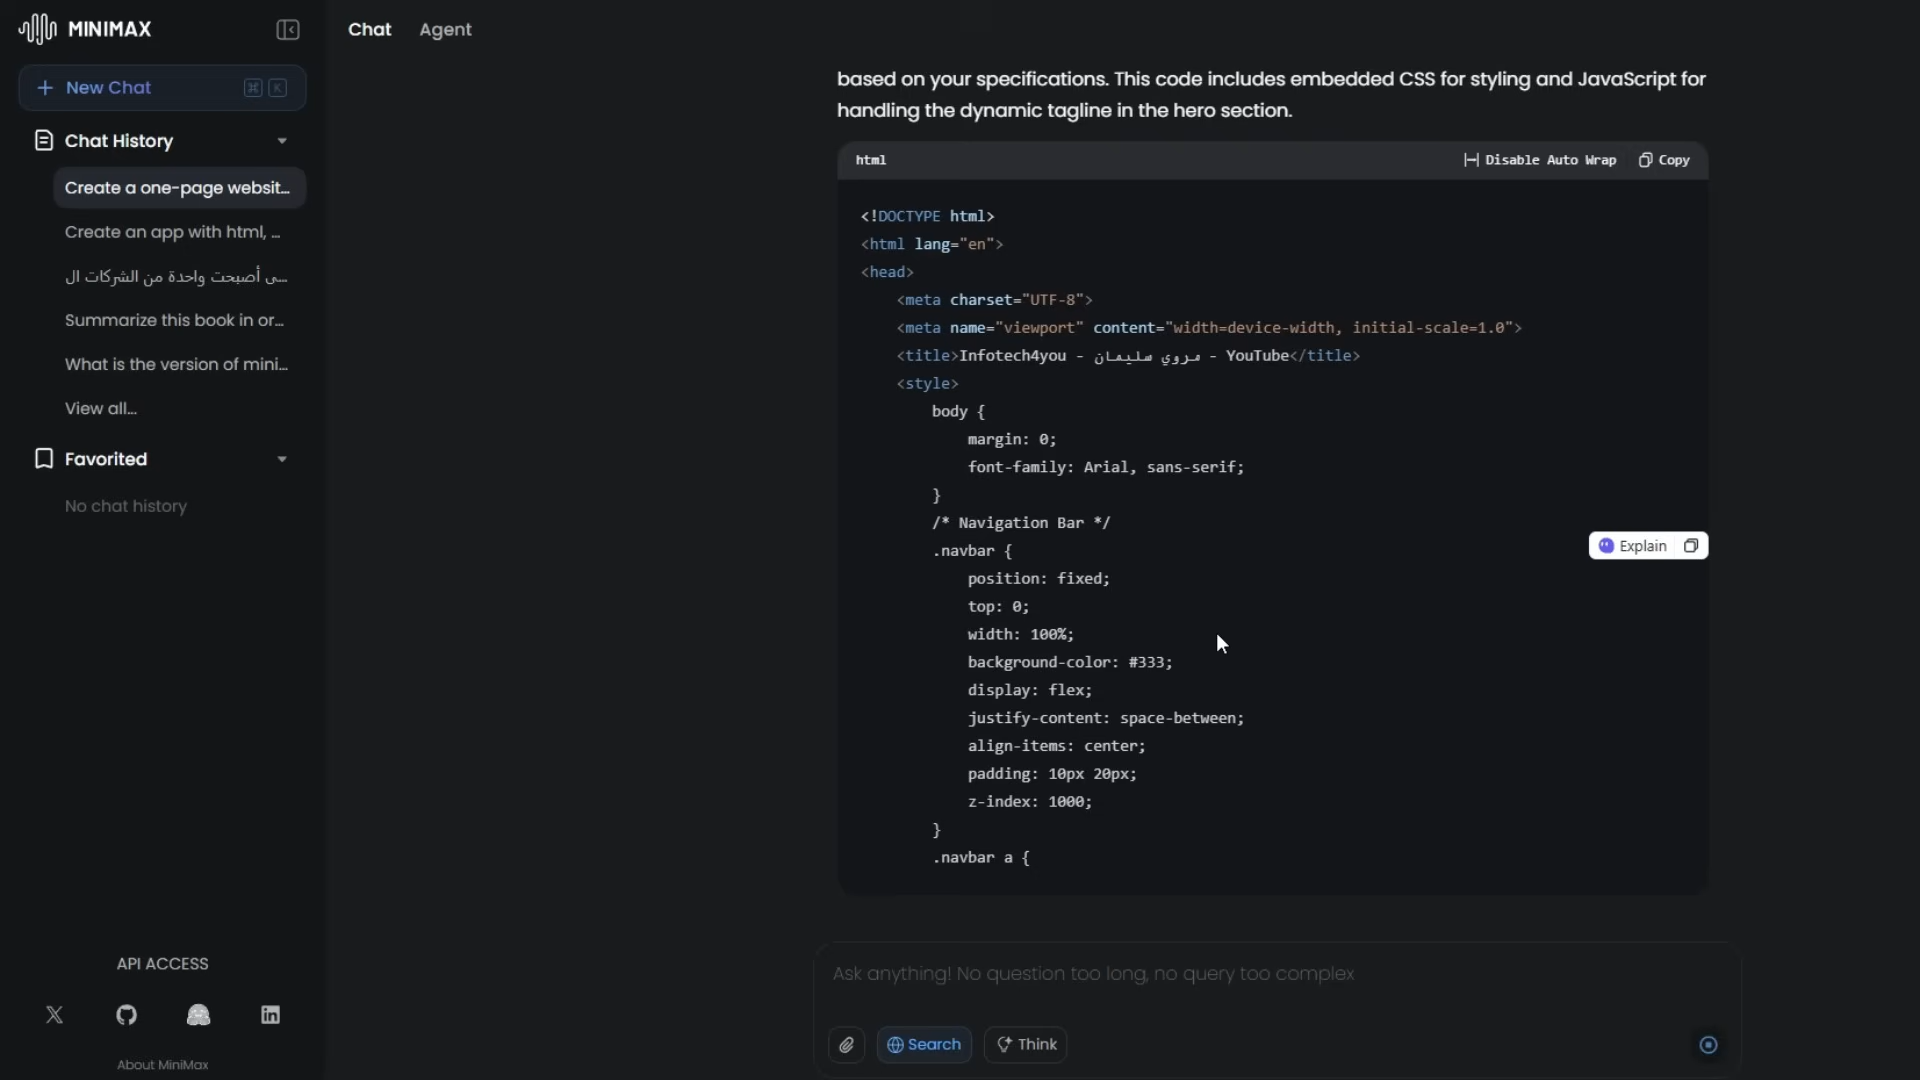 MINIMAX
Chat
Agent
New Chat
⌘ K
Chat History
Create a one-page websit...
Create an app with html, ...
...ى أصبحت واحدة من الشركات ال
Summarize this book in or...
What is the version of mini...
View all...
Favorited
No chat history
API ACCESS
About MiniMax
based on your specifications. This code includes embedded CSS for styling and JavaScript for
handling the dynamic tagline in the hero section.
html
Disable Auto Wrap
Copy
<!DOCTYPE html>
<html lang="en">
<head>
<meta charset="UTF-8">
<meta name="viewport" content="width=device-width, initial-scale=1.0">
<title>Infotech4you - مروي سليمان - YouTube</title>
<style>
body {
margin: 0;
font-family: Arial, sans-serif;
}
/* Navigation Bar */
.navbar {
Explain
position: fixed;
top: 0;
width: 100%;
background-color: #333;
display: flex;
justify-content: space-between;
align-items: center;
padding: 10px 20px;
z-index: 1000;
}
.navbar a {
Ask anything! No question too long, no query too complex
Search
Think